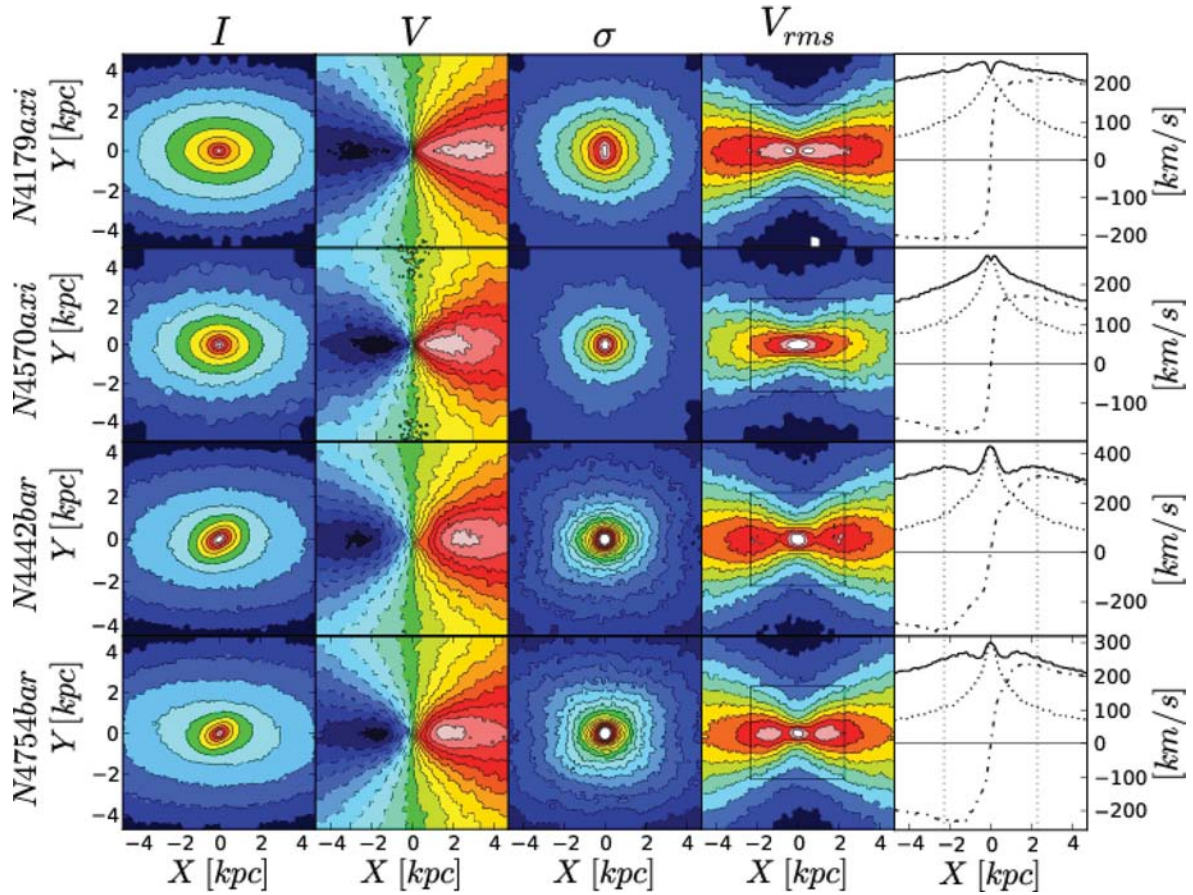 I V σ V_{rms}
N4179axi
Y [kpc]
4
2
0
−2
−4
200
100
0
−100
−200
[km/s]
N4570axi
Y [kpc]
4
2
0
−2
−4
200
100
0
−100
[km/s]
N4442bar
Y [kpc]
4
2
0
−2
−4
400
200
0
−200
[km/s]
N4754bar
Y [kpc]
4
2
0
−2
−4
300
200
100
0
−100
−200
[km/s]
−4 −2 0 2 4 −4 −2 0 2 4 −4 −2 0 2 4 −4 −2 0 2 4 −4 −2 0 2 4
X [kpc] X [kpc] X [kpc] X [kpc] X [kpc]